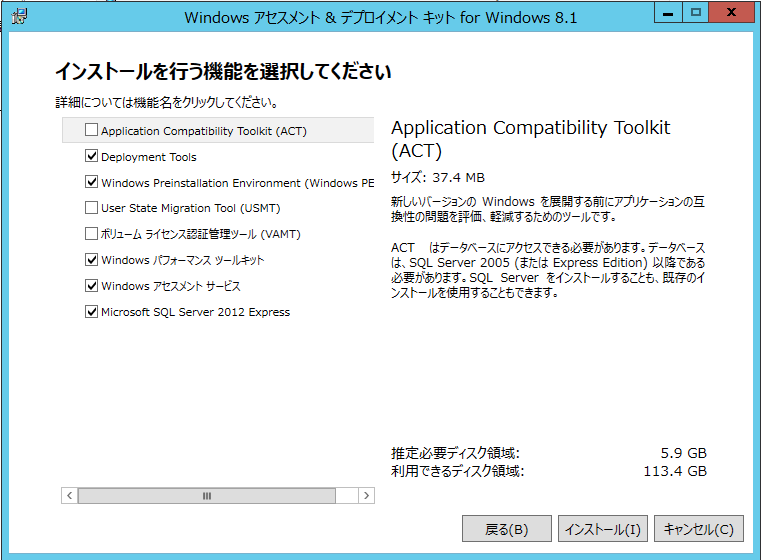 Windows アセスメント & デプロイメント キット for Windows 8.1
インストールを行う機能を選択してください
詳細については機能名をクリックしてください。
Application Compatibility Toolkit (ACT)
Deployment Tools
Windows Preinstallation Environment (Windows PE
User State Migration Tool (USMT)
ボリューム ライセンス認証管理ツール (VAMT)
Windows パフォーマンス ツールキット
Windows アセスメント サービス
Microsoft SQL Server 2012 Express
Application Compatibility Toolkit
(ACT)
サイズ: 37.4 MB
新しいバージョンの Windows を展開する前にアプリケーションの互
換性の問題を評価、軽減するためのツールです。
ACT はデータベースにアクセスできる必要があります。データベース
は、SQL Server 2005 (または Express Edition) 以降である
必要があります。SQL Server をインストールすることも、既存のイ
ンストールを使用することもできます。
推定必要ディスク領域: 5.9 GB
利用できるディスク領域: 113.4 GB
戻る(B) インストール(I) キャンセル(C)